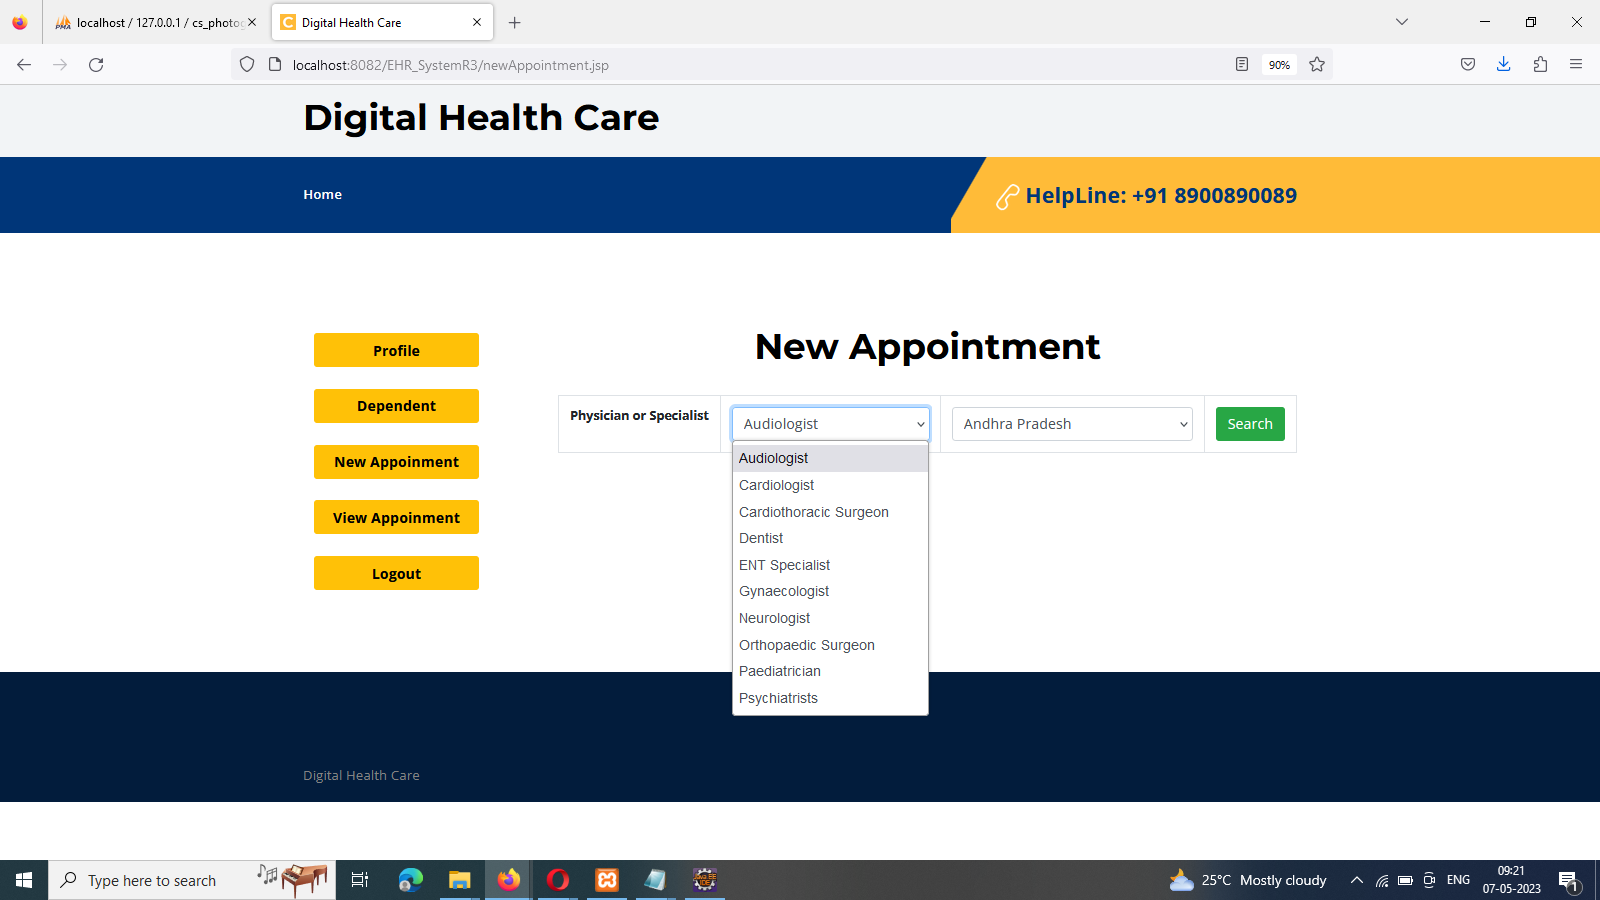 localhost / 127.0.0.1 / cs_photog
Digital Health Care
localhost:8082/EHR_SystemR3/newAppointment.jsp
90%
Digital Health Care
Home
HelpLine: +91 8900890089
New Appointment
Profile
Dependent
New Appoinment
View Appoinment
Logout
Physician or Specialist
Audiologist
Andhra Pradesh
Search
Audiologist
Cardiologist
Cardiothoracic Surgeon
Dentist
ENT Specialist
Gynaecologist
Neurologist
Orthopaedic Surgeon
Paediatrician
Psychiatrists
Digital Health Care
Type here to search
25°C Mostly cloudy
ENG
09:21
07-05-2023
1